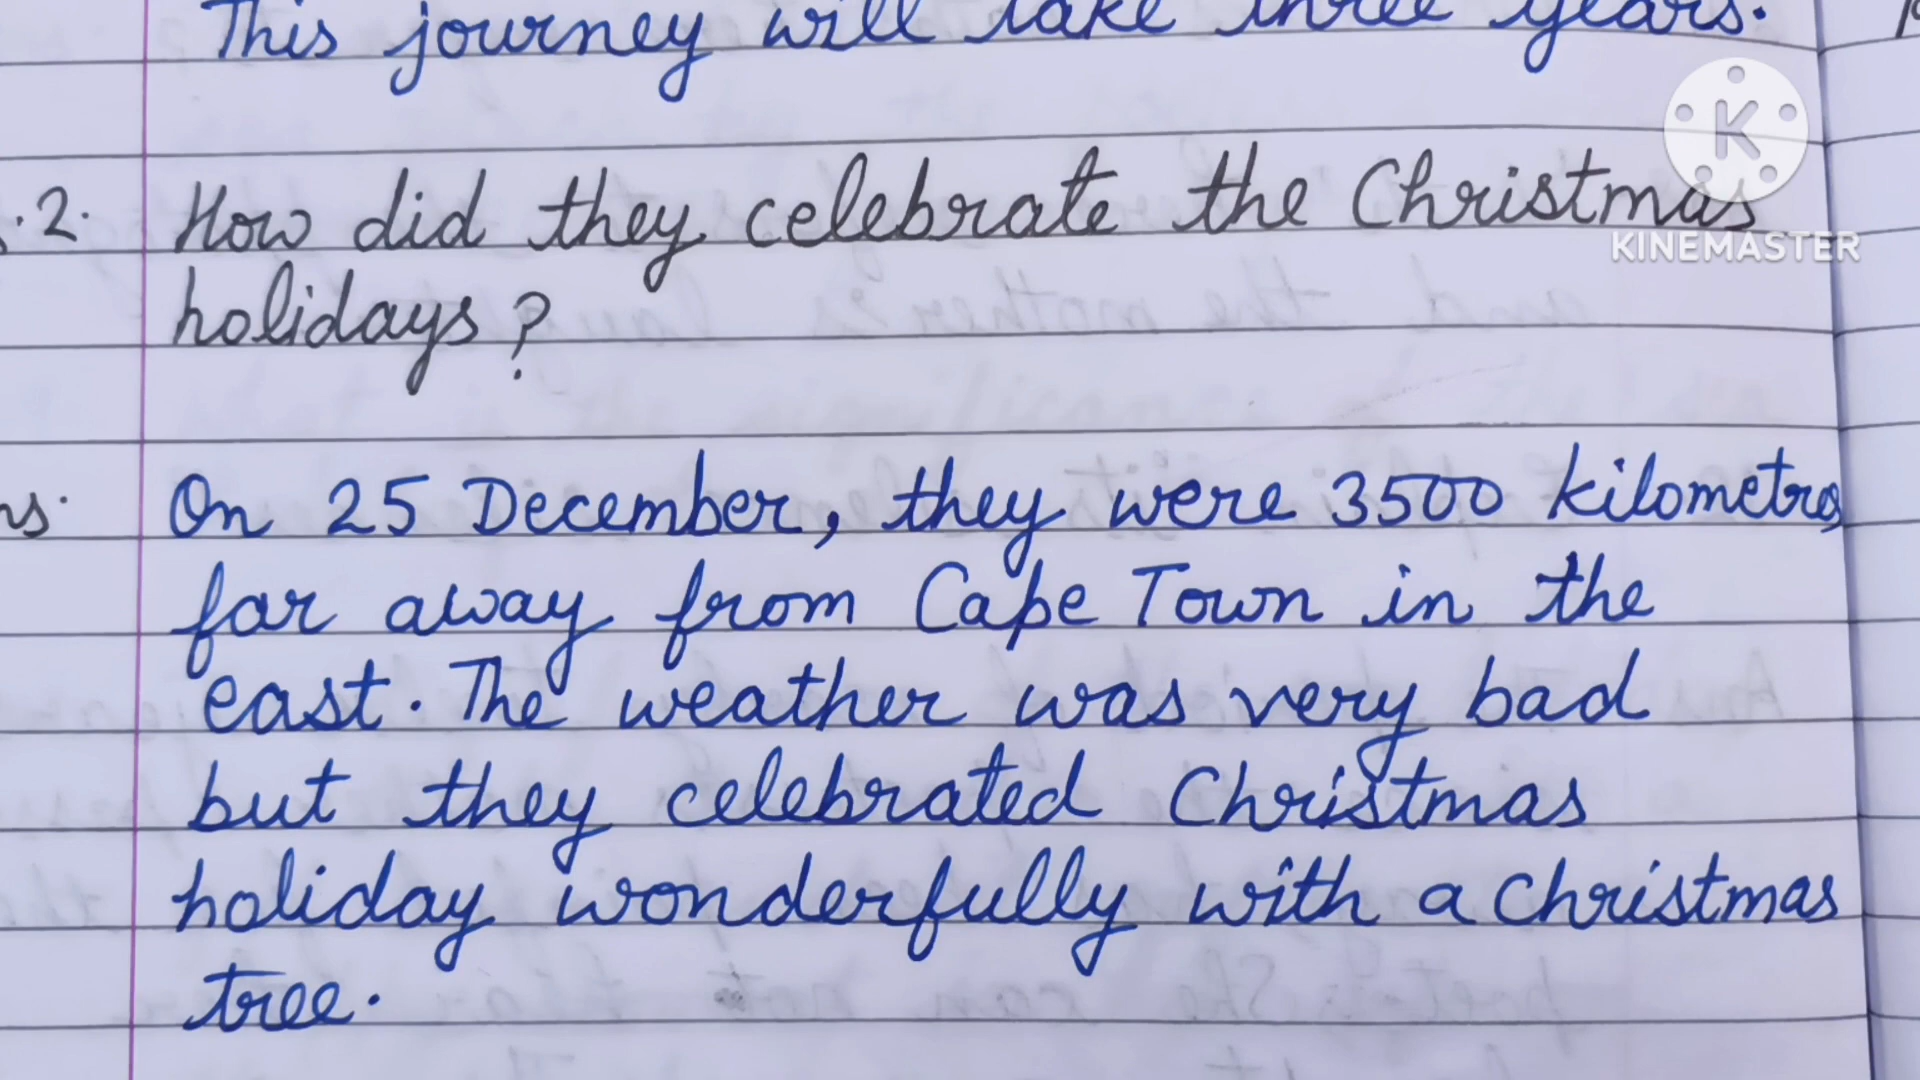 This journey will take three years.
.2. How did they celebrate the Christmas
holidays?
ns. On 25 December, they were 3500 kilometres
far away from Cape Town in the
east. The weather was very bad
but they celebrated Christmas
holiday wonderfully with a Christmas
tree.
K
KINEMASTER